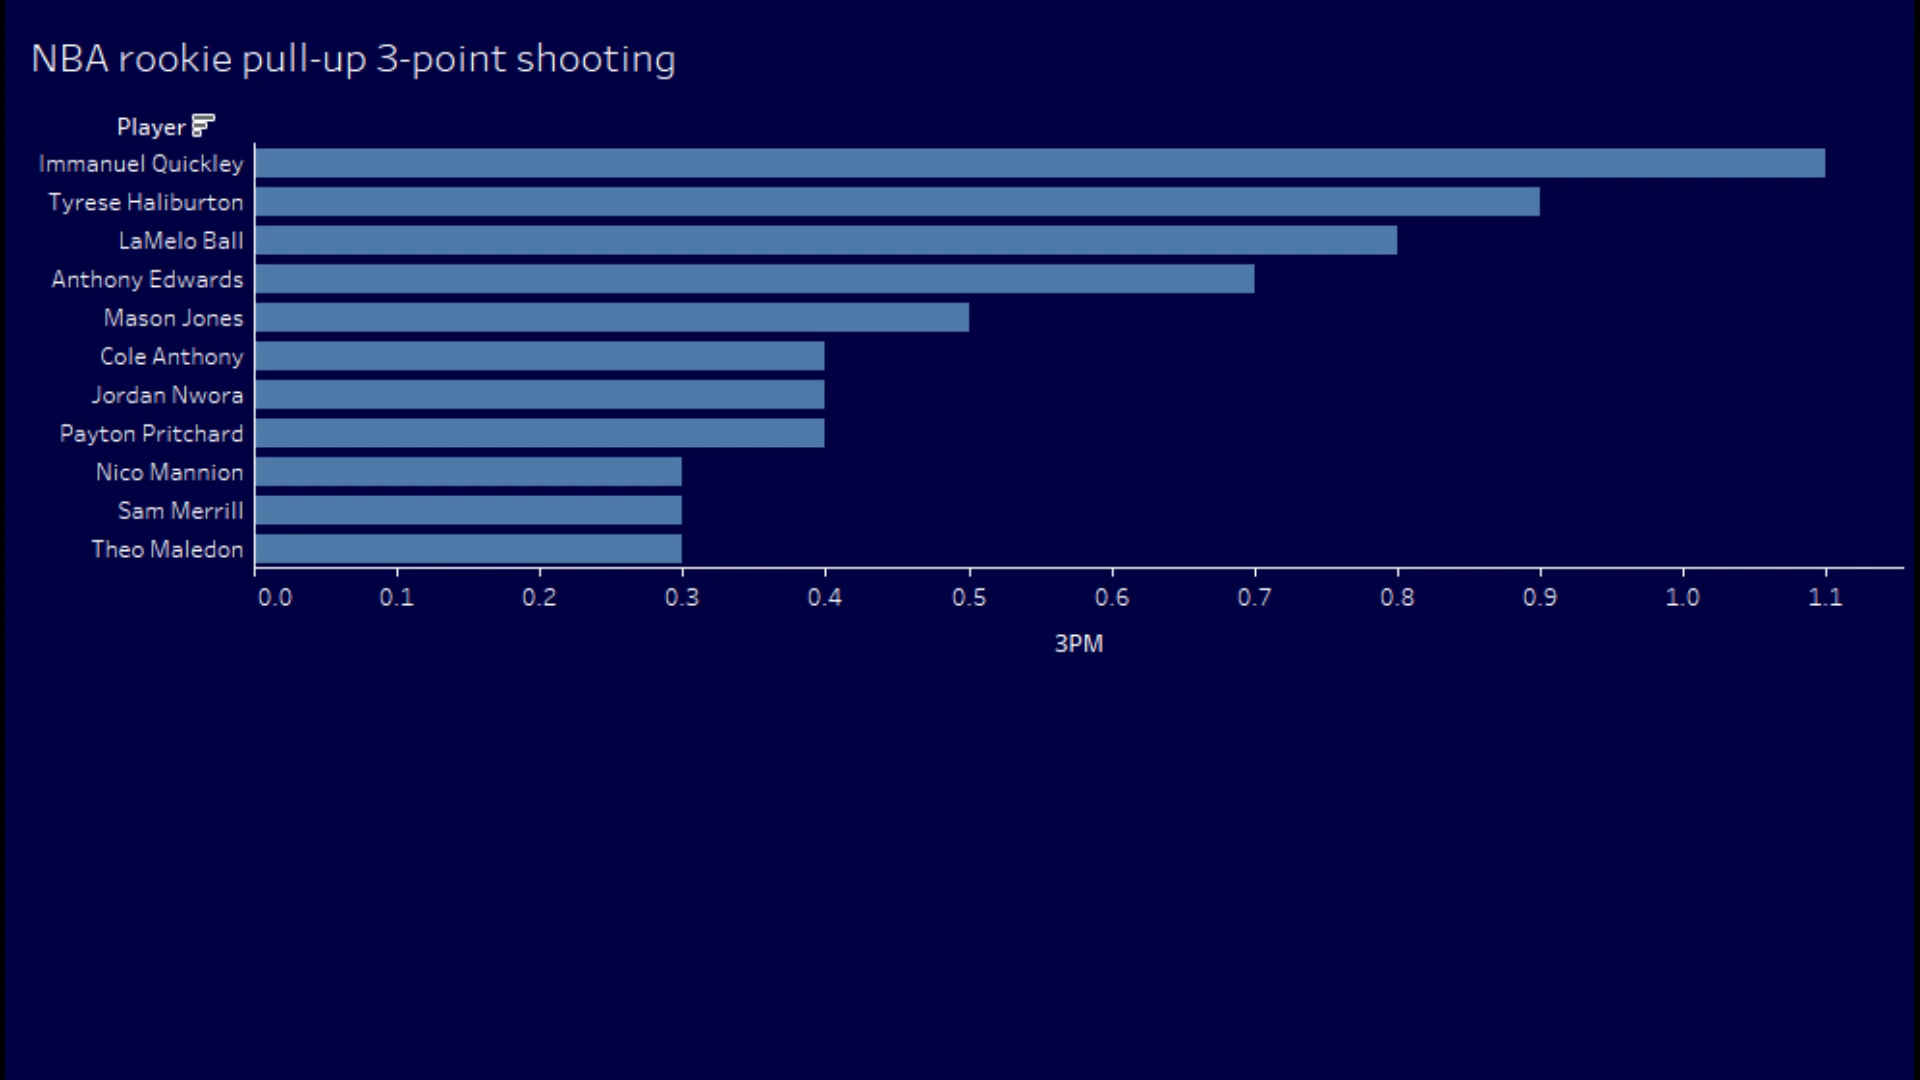 NBA rookie pull-up 3-point shooting
Player
Immanuel Quickley
Tyrese Haliburton
LaMelo Ball
Anthony Edwards
Mason Jones
Cole Anthony
Jordan Nwora
Payton Pritchard
Nico Mannion
Sam Merrill
Theo Maledon
0.0 0.1 0.2 0.3 0.4 0.5 0.6 0.7 0.8 0.9 1.0 1.1
3PM